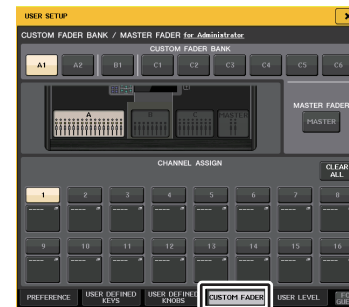 USER SETUP
CUSTOM FADER BANK / MASTER FADER for Administrator
CUSTOM FADER BANK
A1 A2 B1 C1 C2 C3 C4 C5 C6
A B C MASTER
MASTER FADER
MASTER
CHANNEL ASSIGN
CLEAR ALL
1 2 3 4 5 6 7 8
---- ---- ---- ---- ---- ---- ---- ----
9 10 11 12 13 14 15 16
---- ---- ---- ---- ---- ---- ---- ----
PREFERENCE USER DEFINED KEYS USER DEFINED KNOBS CUSTOM FADER USER LEVEL